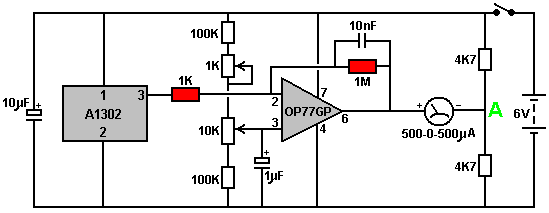 10nF
100K
1K
1K
1M
4K7
1
3
A1302
2
10µF
+
2
7
OP77GP
6
3
4
10K
+
1µF
100K
+
−
500-0-500µA
A
6V
4K7